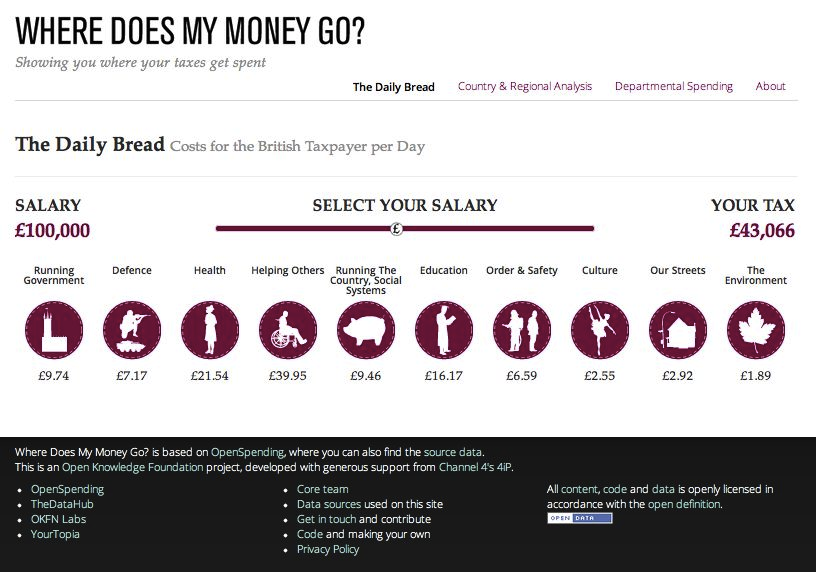 WHERE DOES MY MONEY GO?
Showing you where your taxes get spent
The Daily Bread Country & Regional Analysis Departmental Spending About
The Daily Bread Costs for the British Taxpayer per Day
SALARY SELECT YOUR SALARY YOUR TAX
£100,000 £ £43,066
Running Government Defence Health Helping Others Running The Country, Social Systems Education Order & Safety Culture Our Streets The Environment
£9.74 £7.17 £21.54 £39.95 £9.46 £16.17 £6.59 £2.55 £2.92 £1.89
Where Does My Money Go? is based on OpenSpending, where you can also find the source data.
This is an Open Knowledge Foundation project, developed with generous support from Channel 4's 4iP.
• OpenSpending
• TheDataHub
• OKFN Labs
• YourTopia
• Core team
• Data sources used on this site
• Get in touch and contribute
• Code and making your own
• Privacy Policy
All content, code and data is openly licensed in
accordance with the open definition.
OPEN DATA